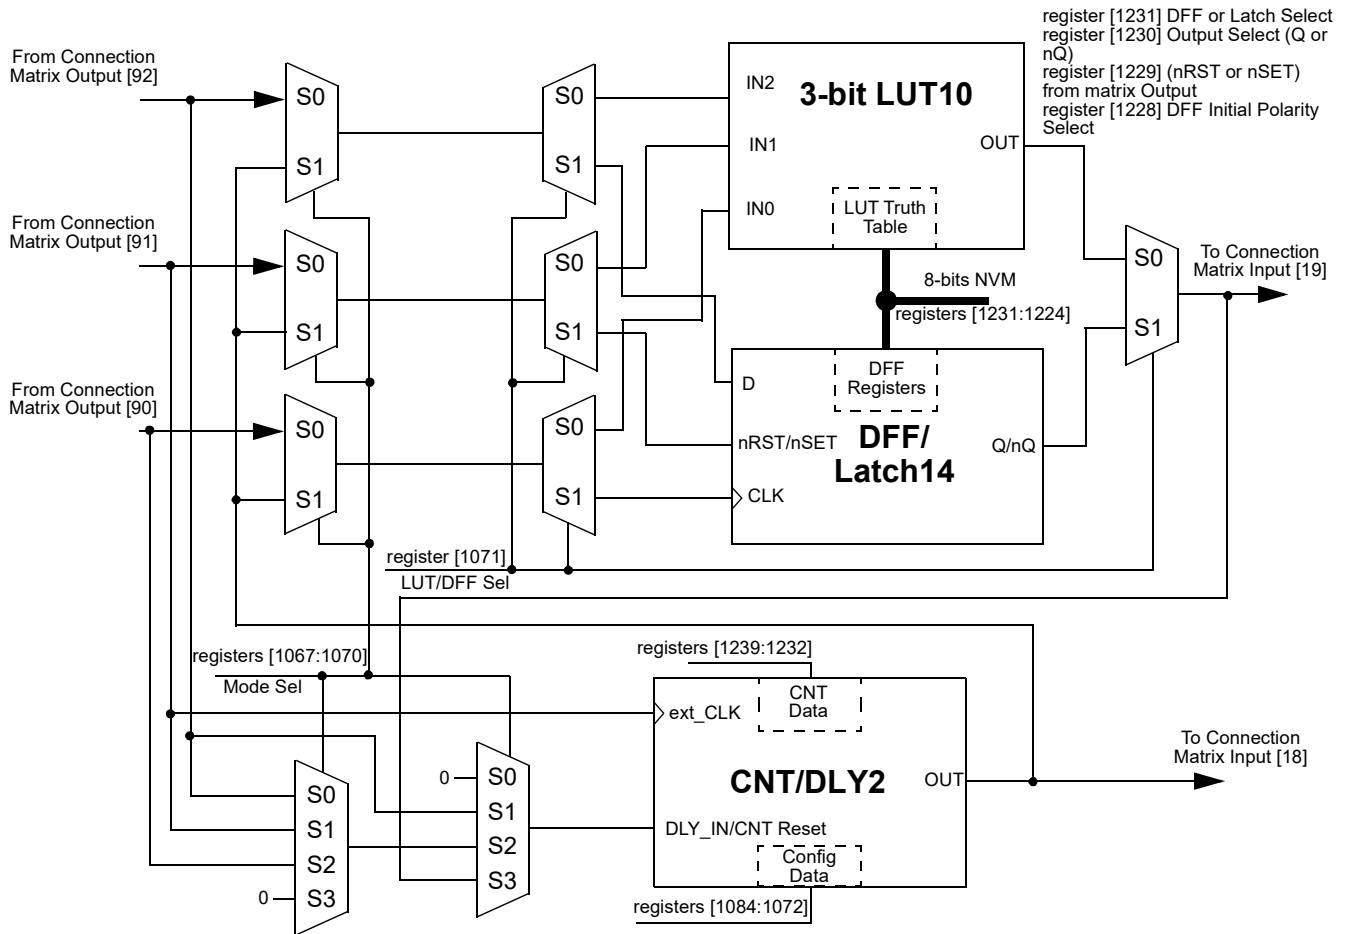 register [1231] DFF or Latch Select
register [1230] Output Select (Q or
nQ)
register [1229] (nRST or nSET)
from matrix Output
register [1228] DFF Initial Polarity
Select
From Connection
Matrix Output [92]
S0
S1
S0
S1
IN2
IN1
IN0
3-bit LUT10
OUT
LUT Truth
Table
From Connection
Matrix Output [91]
S0
S1
S0
S1
8-bits NVM
registers [1231:1224]
S0
S1
To Connection
Matrix Input [19]
From Connection
Matrix Output [90]
S0
S1
S0
S1
D
nRST/nSET
CLK
DFF
Registers
DFF/
Latch14
Q/nQ
register [1071]
LUT/DFF Sel
registers [1067:1070]
Mode Sel
registers [1239:1232]
ext_CLK
CNT
Data
CNT/DLY2
OUT
To Connection
Matrix Input [18]
DLY_IN/CNT Reset
Config
Data
registers [1084:1072]
S0
S1
S2
0
S3
0
S0
S1
S2
S3